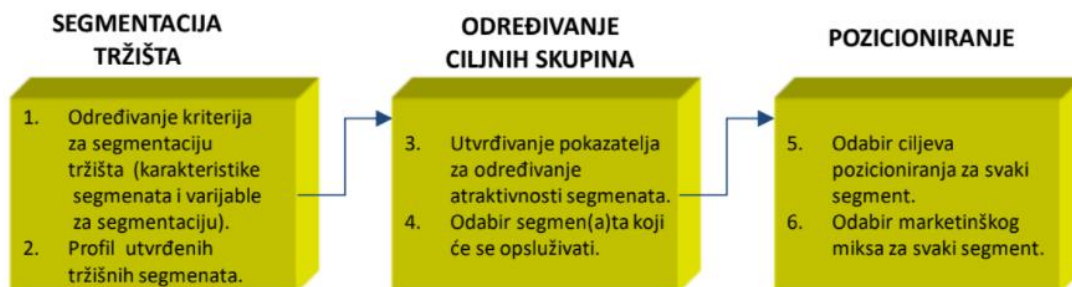 SEGMENTACIJA
TRŽIŠTA
1. Određivanje kriterija
za segmentaciju
tržišta (karakteristike
segmenata i varijable
za segmentaciju).
2. Profil utvrđenih
tržišnih segmenata.
ODREĐIVANJE
CILJNIH SKUPINA
3. Utvrđivanje pokazatelja
za određivanje
atraktivnosti segmenata.
4. Odabir segmen(a)ta koji
će se opsluživati.
POZICIONIRANJE
5. Odabir ciljeva
pozicioniranja za svaki
segment.
6. Odabir marketinškog
miksa za svaki segment.